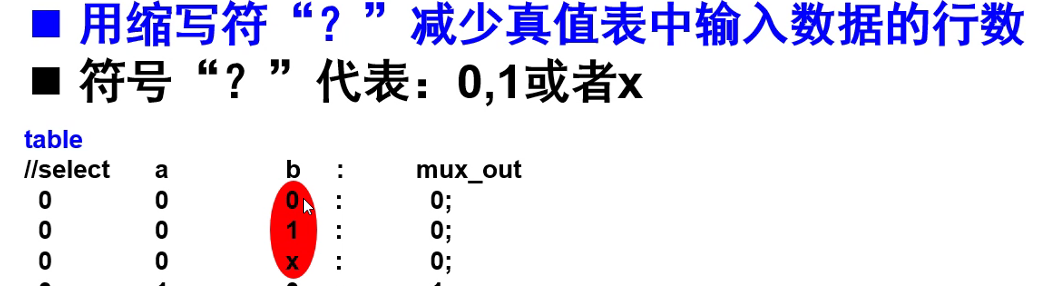 用缩写符“？”减少真值表中输入数据的行数
符号“？”代表：0,1或者x
table
//select a b : mux_out
0 0 0 : 0;
0 0 1 : 0;
0 0 x : 0;